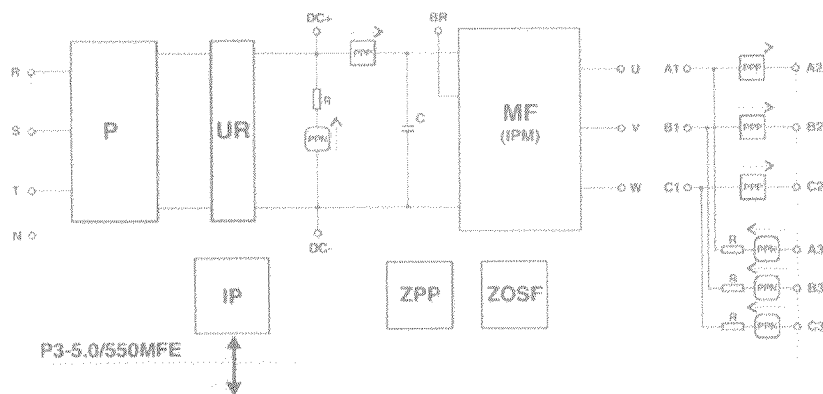 DC+
BR
R
P
UR
PPP
R
PPN
C
MF
(IPM)
U
A1
PPP
A2
S
V
B1
PPP
B2
T
W
C1
PPP
C2
N
DC-
R
PPN
A3
R
PPN
B3
R
PPN
C3
IP
ZPP
ZOSF
P3-5.0/550MFE